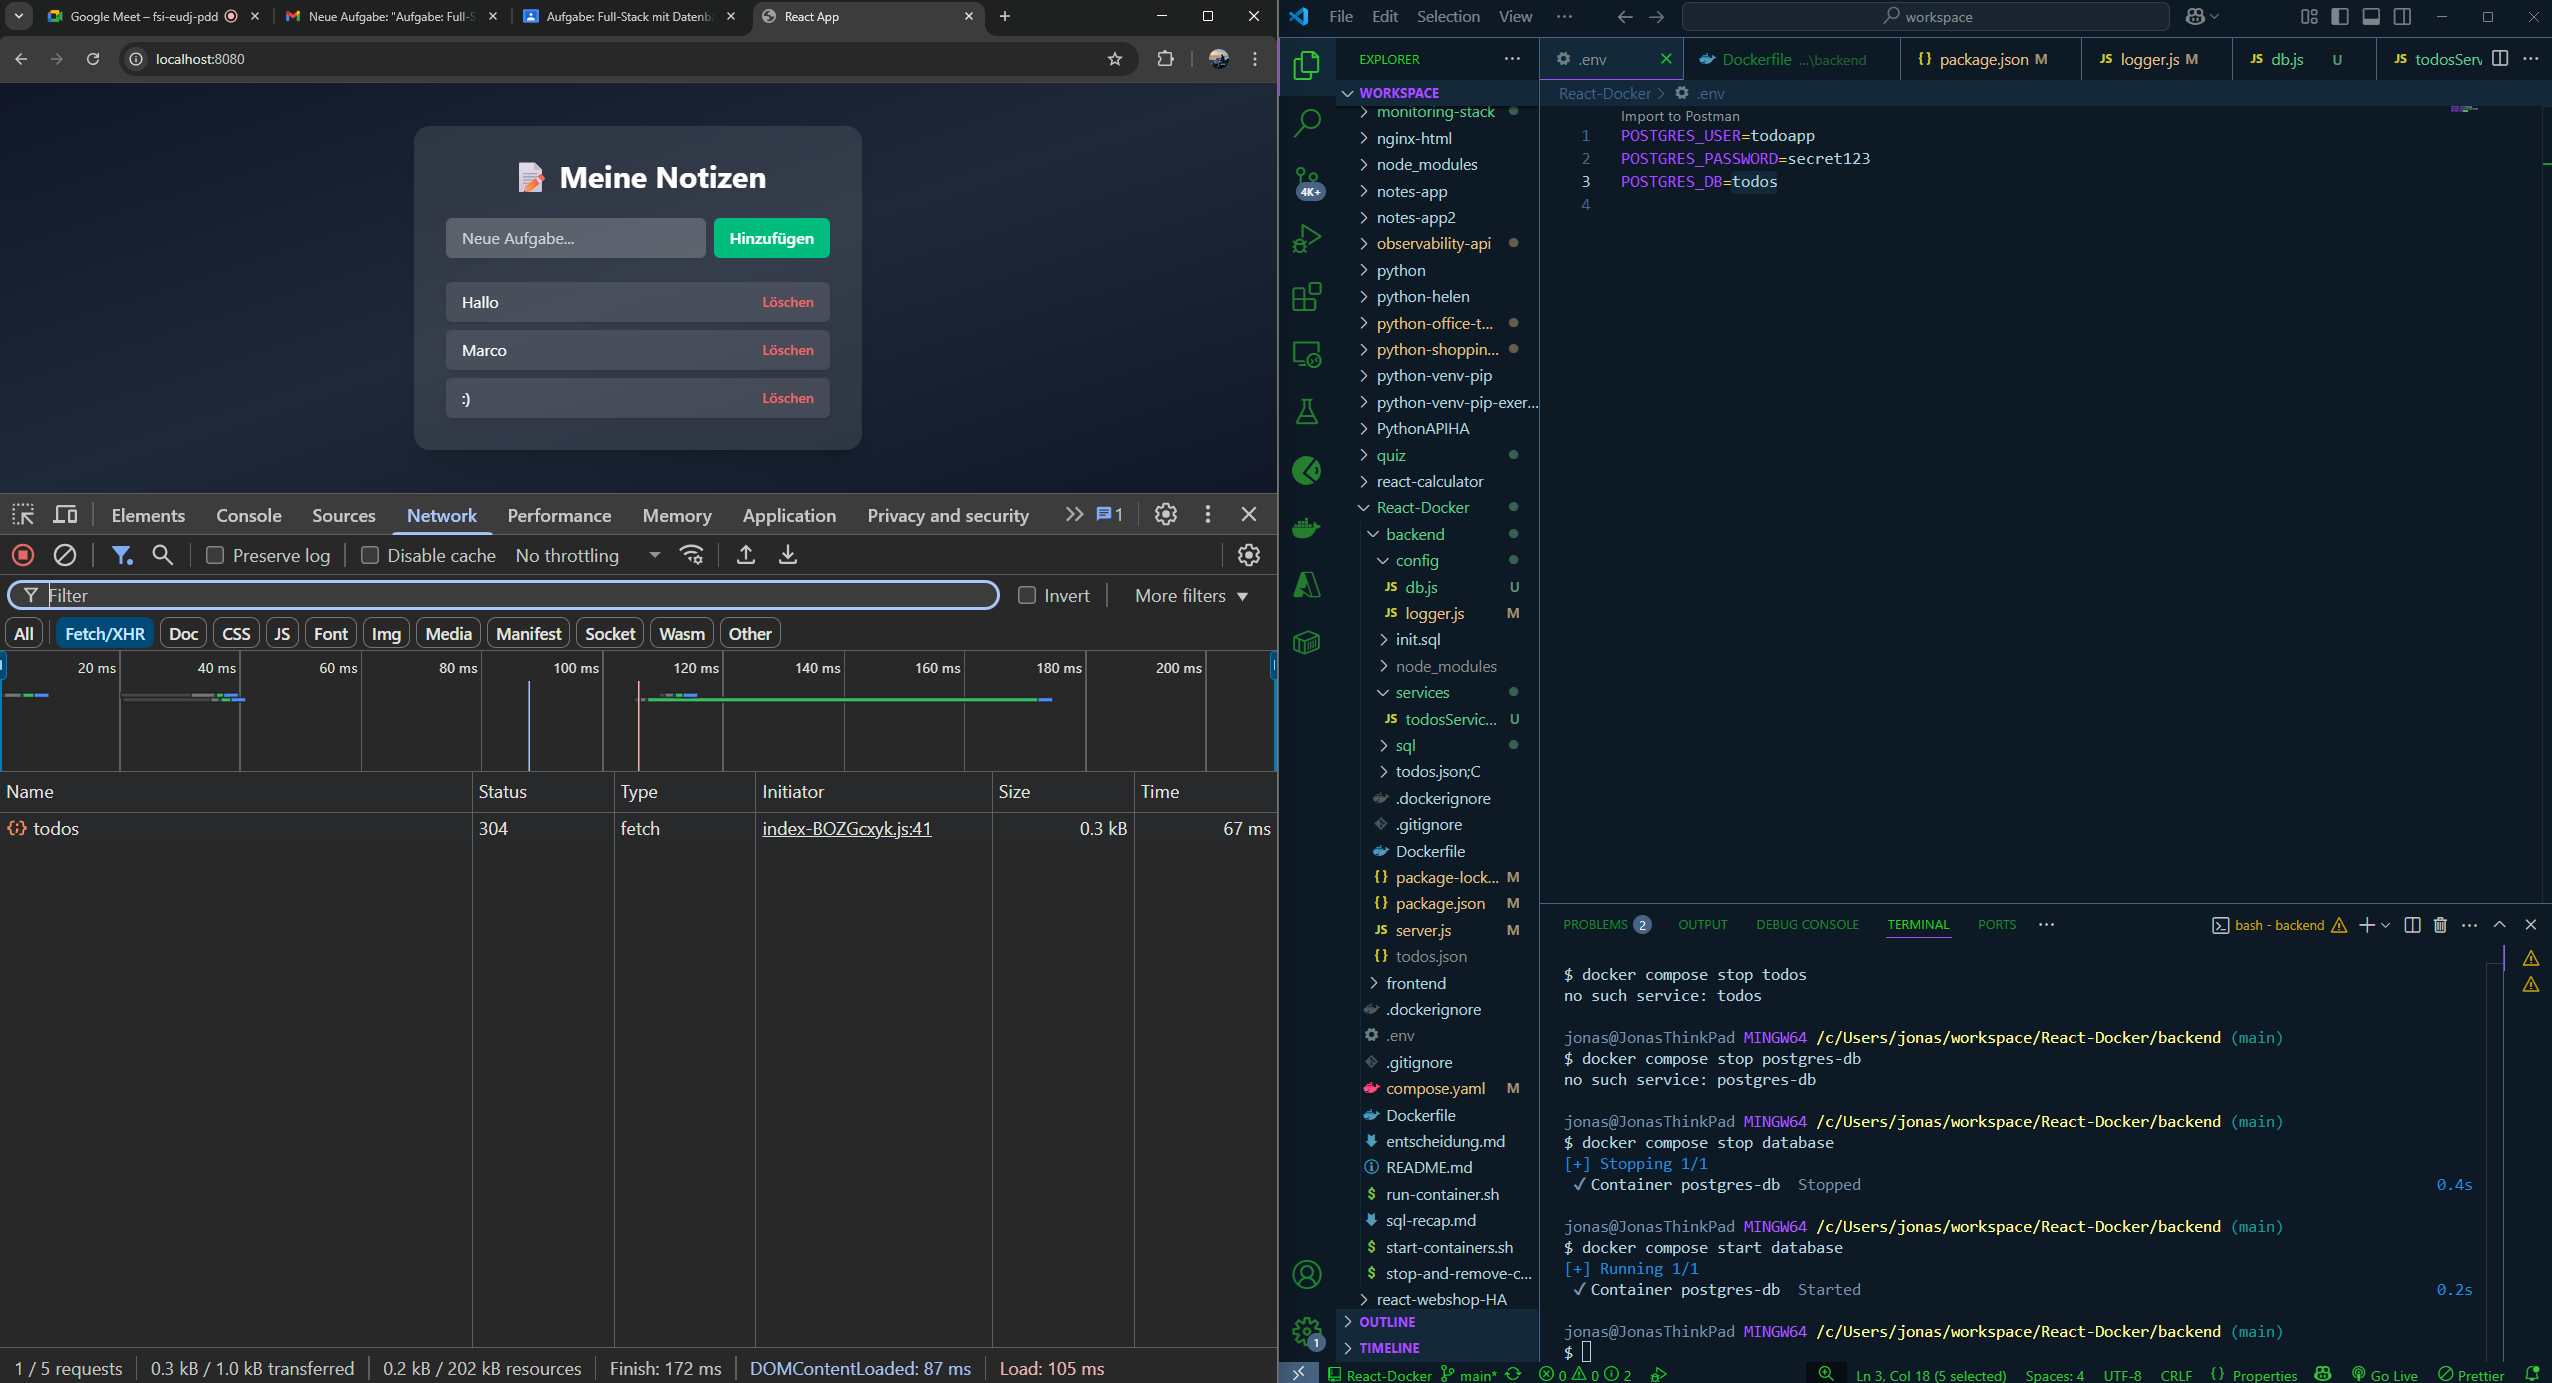 Google Meet – fsi-eudj-pdd
Neue Aufgabe: "Aufgabe: Full-S
Aufgabe: Full-Stack mit Datenb
React App
localhost:8080
Meine Notizen
Neue Aufgabe...
Hinzufügen
Hallo
Löschen
Marco
Löschen
:)
Löschen
Elements
Console
Sources
Network
Performance
Memory
Application
Privacy and security
1
Preserve log
Disable cache
No throttling
Filter
Invert
More filters
All
Fetch/XHR
Doc
CSS
JS
Font
Img
Media
Manifest
Socket
Wasm
Other
20 ms
40 ms
60 ms
80 ms
100 ms
120 ms
140 ms
160 ms
180 ms
200 ms
Name
Status
Type
Initiator
Size
Time
todos
304
fetch
index-BOZGcxyk.js:41
0.3 kB
67 ms
1 / 5 requests
0.3 kB / 1.0 kB transferred
0.2 kB / 202 kB resources
Finish: 172 ms
DOMContentLoaded: 87 ms
Load: 105 ms
File
Edit
Selection
View
workspace
4K+
1
EXPLORER
WORKSPACE
monitoring-stack
nginx-html
node_modules
notes-app
notes-app2
observability-api
python
python-helen
python-office-t...
python-shoppin...
python-venv-pip
python-venv-pip-exer...
PythonAPIHA
quiz
react-calculator
React-Docker
backend
config
JS db.js U
JS logger.js M
init.sql
node_modules
services
JS todosServic... U
sql
todos.json;C
.dockerignore
.gitignore
Dockerfile
{} package-lock... M
{} package.json M
JS server.js M
{} todos.json
frontend
.dockerignore
.env
.gitignore
compose.yaml M
Dockerfile
entscheidung.md
README.md
$ run-container.sh
sql-recap.md
$ start-containers.sh
$ stop-and-remove-c...
react-webshop-HA
OUTLINE
TIMELINE
.env
Dockerfile ...\backend
{} package.json M
JS logger.js M
JS db.js U
JS todosServ
React-Docker > .env
Import to Postman
1 POSTGRES_USER=todoapp
2 POSTGRES_PASSWORD=secret123
3 POSTGRES_DB=todos
4
PROBLEMS 2
OUTPUT
DEBUG CONSOLE
TERMINAL
PORTS
bash - backend
$ docker compose stop todos
no such service: todos
jonas@JonasThinkPad MINGW64 /c/Users/jonas/workspace/React-Docker/backend (main)
$ docker compose stop postgres-db
no such service: postgres-db
jonas@JonasThinkPad MINGW64 /c/Users/jonas/workspace/React-Docker/backend (main)
$ docker compose stop database
[+] Stopping 1/1
✓ Container postgres-db Stopped 0.4s
jonas@JonasThinkPad MINGW64 /c/Users/jonas/workspace/React-Docker/backend (main)
$ docker compose start database
[+] Running 1/1
✓ Container postgres-db Started 0.2s
jonas@JonasThinkPad MINGW64 /c/Users/jonas/workspace/React-Docker/backend (main)
$
React-Docker
main*
0
0
2
Ln 3, Col 18 (5 selected)
Spaces: 4
UTF-8
CRLF
{} Properties
Go Live
Prettier